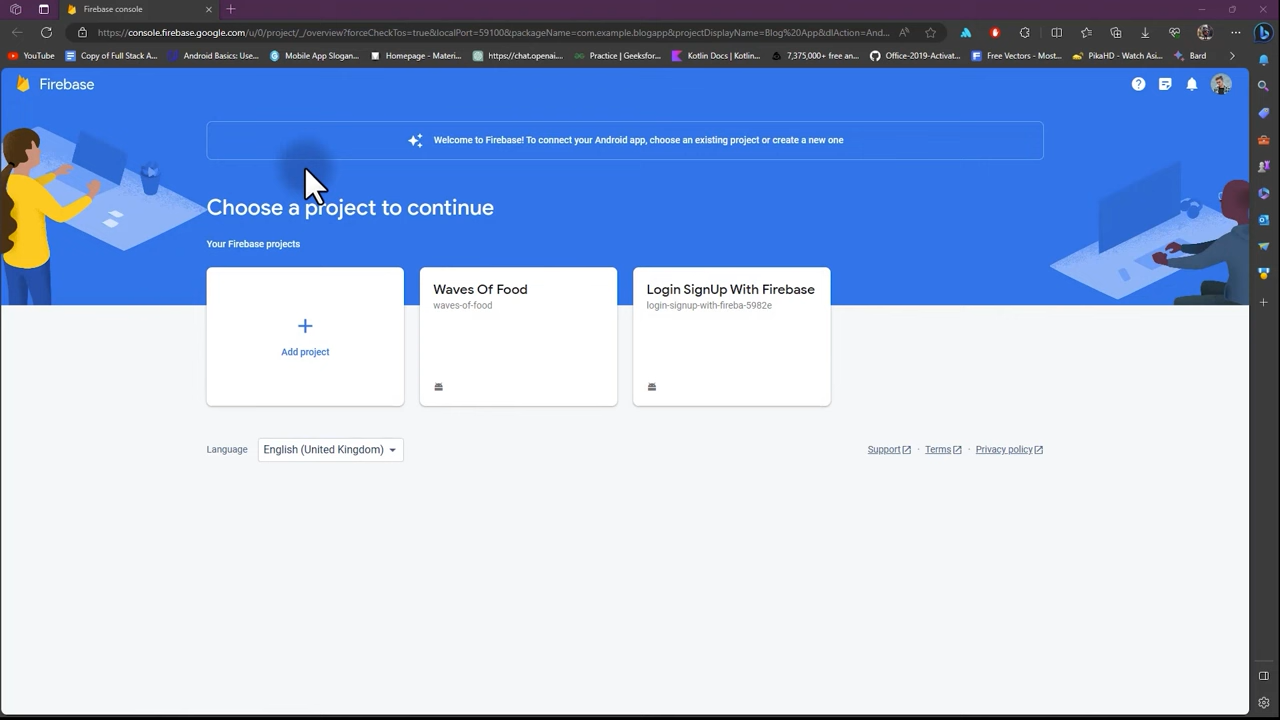 Firebase console
https://console.firebase.google.com/u/0/project/_/overview?forceCheckTos=true&localPort=59100&packageName=com.example.blogapp&projectDisplayName=Blog%20App&dlAction=And...
YouTube Copy of Full Stack A... Android Basics: Use... Mobile App Slogan... Homepage - Materi... https://chat.openai.... Practice | Geeksfor... Kotlin Docs | Kotlin... 7,375,000+ free an... Office-2019-Activat... Free Vectors - Most... PikaHD - Watch Asi... Bard
Firebase
Welcome to Firebase! To connect your Android app, choose an existing project or create a new one
Choose a project to continue
Your Firebase projects
Add project
Waves Of Food
waves-of-food
Login SignUp With Firebase
login-signup-with-fireba-5982e
Language English (United Kingdom)
Support · Terms · Privacy policy